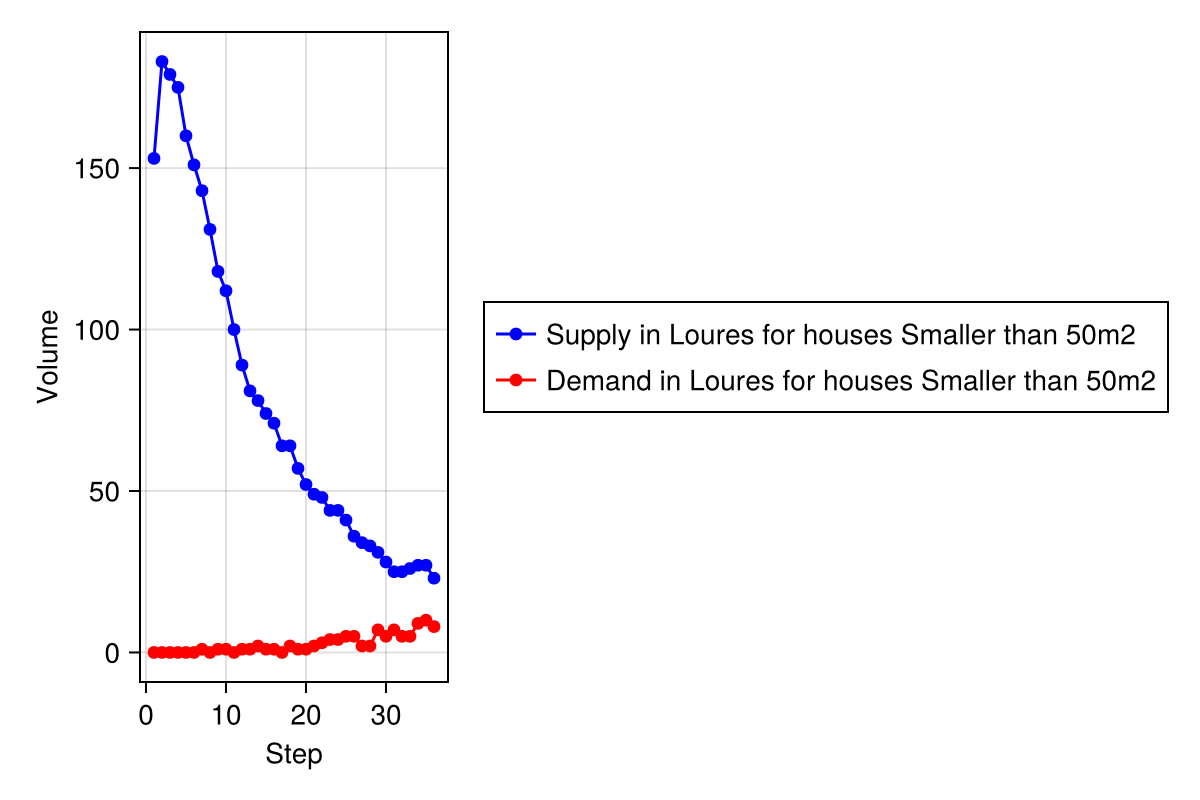 Volume
150
100
50
0
0 10 20 30
Step
Supply in Loures for houses Smaller than 50m2
Demand in Loures for houses Smaller than 50m2